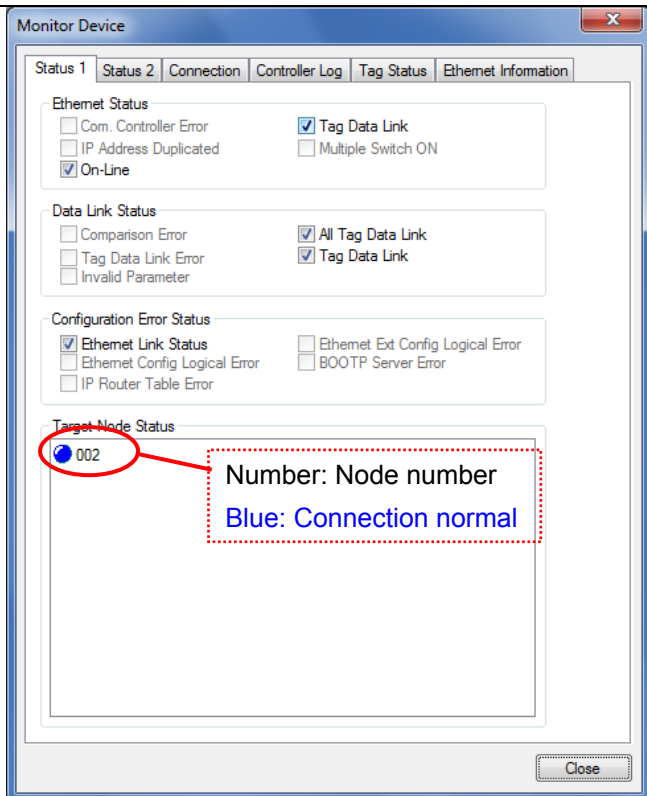 Monitor Device
Status 1 Status 2 Connection Controller Log Tag Status Ethernet Information
Ethernet Status
Com. Controller Error Tag Data Link
IP Address Duplicated Multiple Switch ON
On-Line
Data Link Status
Comparison Error All Tag Data Link
Tag Data Link Error Tag Data Link
Invalid Parameter
Configuration Error Status
Ethernet Link Status Ethernet Ext Config Logical Error
Ethernet Config Logical Error BOOTP Server Error
IP Router Table Error
Target Node Status
002
Number: Node number
Blue: Connection normal
Close